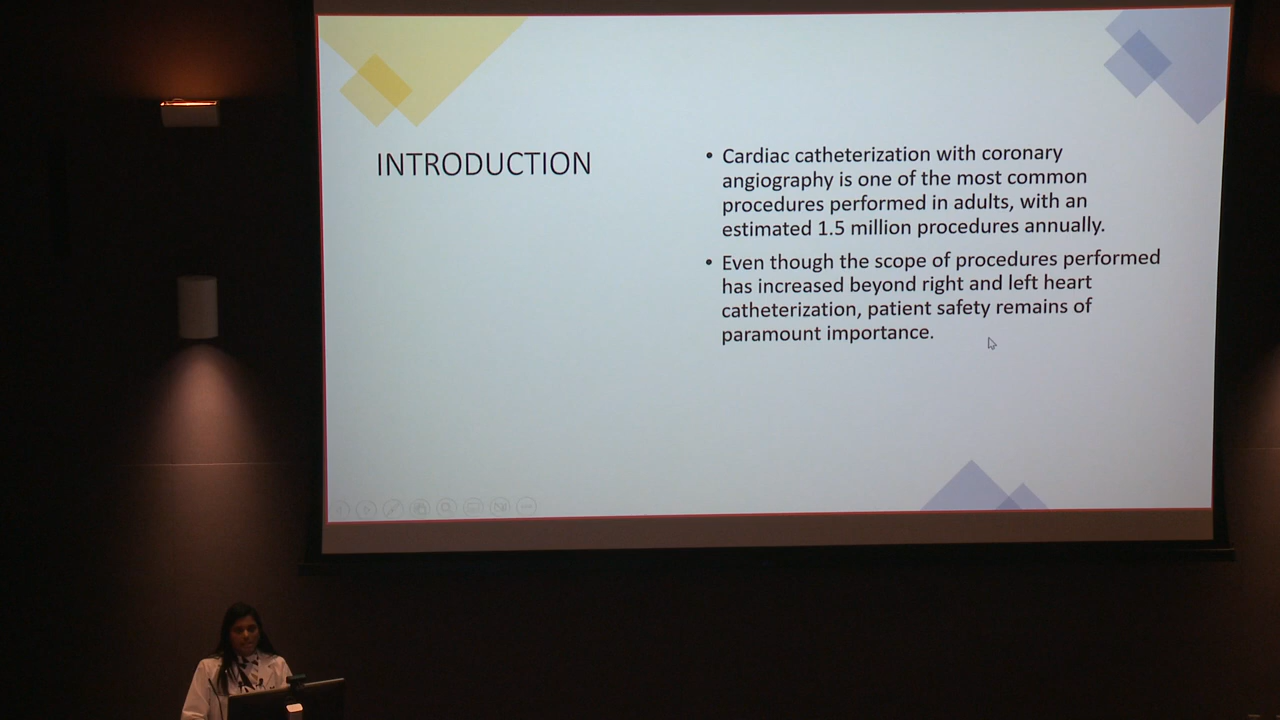 INTRODUCTION
• Cardiac catheterization with coronary
angiography is one of the most common
procedures performed in adults, with an
estimated 1.5 million procedures annually.
• Even though the scope of procedures performed
has increased beyond right and left heart
catheterization, patient safety remains of
paramount importance.